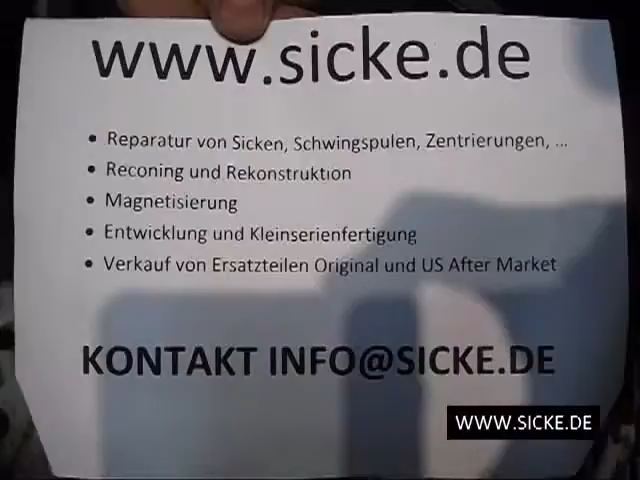 www.sicke.de
• Reparatur von Sicken, Schwingspulen, Zentrierungen, ...
• Reconing und Rekonstruktion
• Magnetisierung
• Entwicklung und Kleinserienfertigung
• Verkauf von Ersatzteilen Original und US After Market
KONTAKT INFO@SICKE.DE
WWW.SICKE.DE